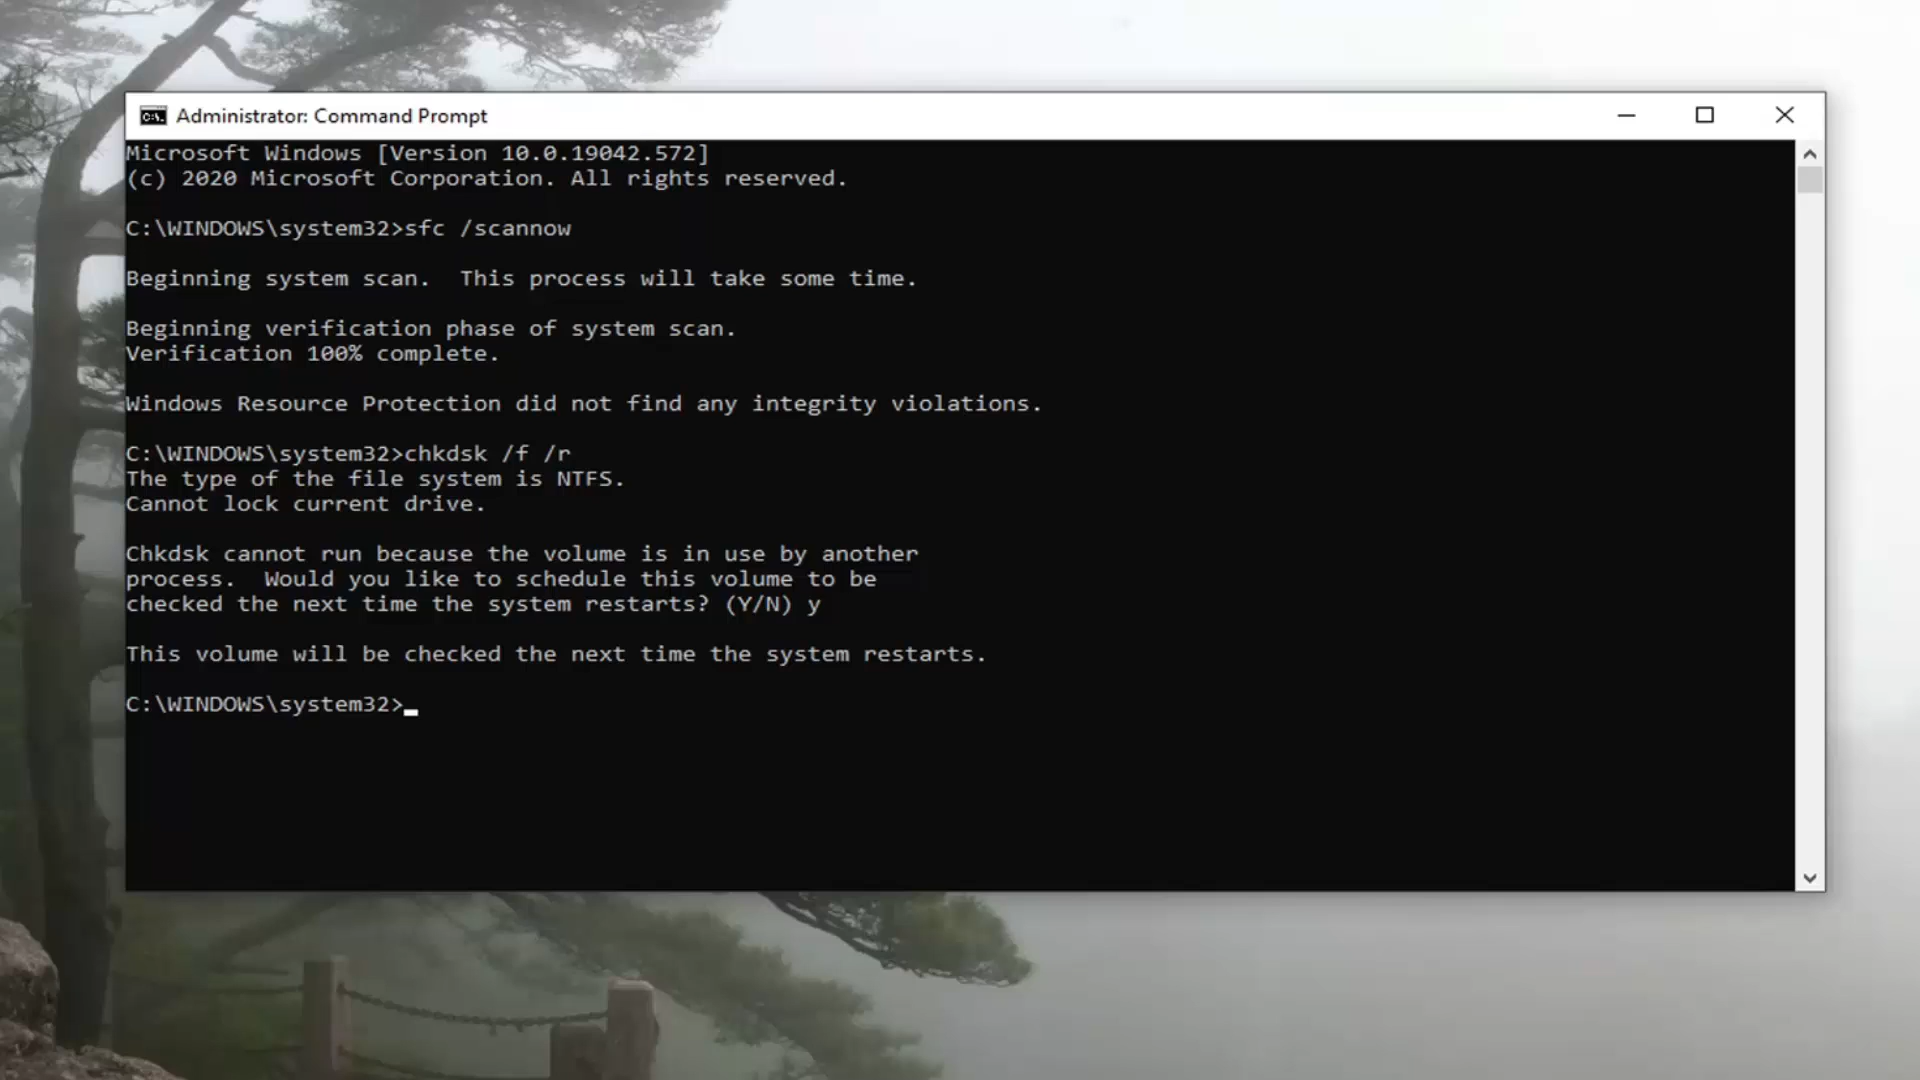 Administrator: Command Prompt
Microsoft Windows [Version 10.0.19042.572]
(c) 2020 Microsoft Corporation. All rights reserved.
C:\WINDOWS\system32>sfc /scannow
Beginning system scan.  This process will take some time.
Beginning verification phase of system scan.
Verification 100% complete.
Windows Resource Protection did not find any integrity violations.
C:\WINDOWS\system32>chkdsk /f /r
The type of the file system is NTFS.
Cannot lock current drive.
Chkdsk cannot run because the volume is in use by another
process.  Would you like to schedule this volume to be
checked the next time the system restarts? (Y/N) y
This volume will be checked the next time the system restarts.
C:\WINDOWS\system32>